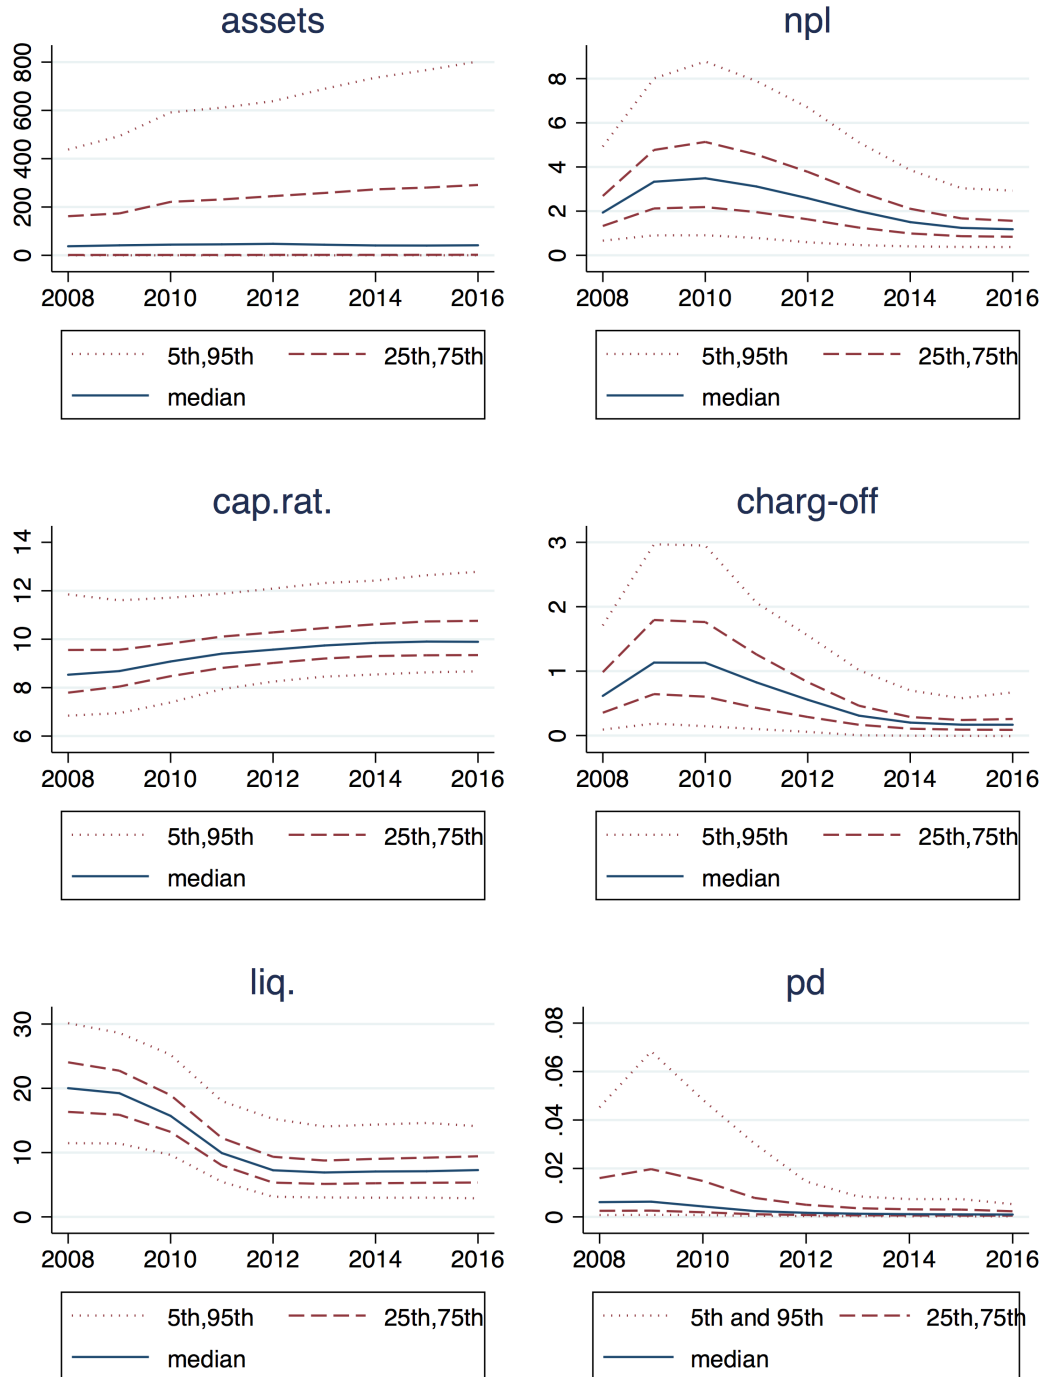 assets
npl
800
600
400
200
0
2008 2010 2012 2014 2016
8
6
4
2
0
2008 2010 2012 2014 2016
5th,95th 25th,75th
median
5th,95th 25th,75th
median
cap.rat.
charg-off
14
12
10
8
6
2008 2010 2012 2014 2016
3
2
1
0
2008 2010 2012 2014 2016
5th,95th 25th,75th
median
5th,95th 25th,75th
median
liq.
pd
30
20
10
0
2008 2010 2012 2014 2016
.08
.06
.04
.02
0
2008 2010 2012 2014 2016
5th,95th 25th,75th
median
5th and 95th 25th,75th
median